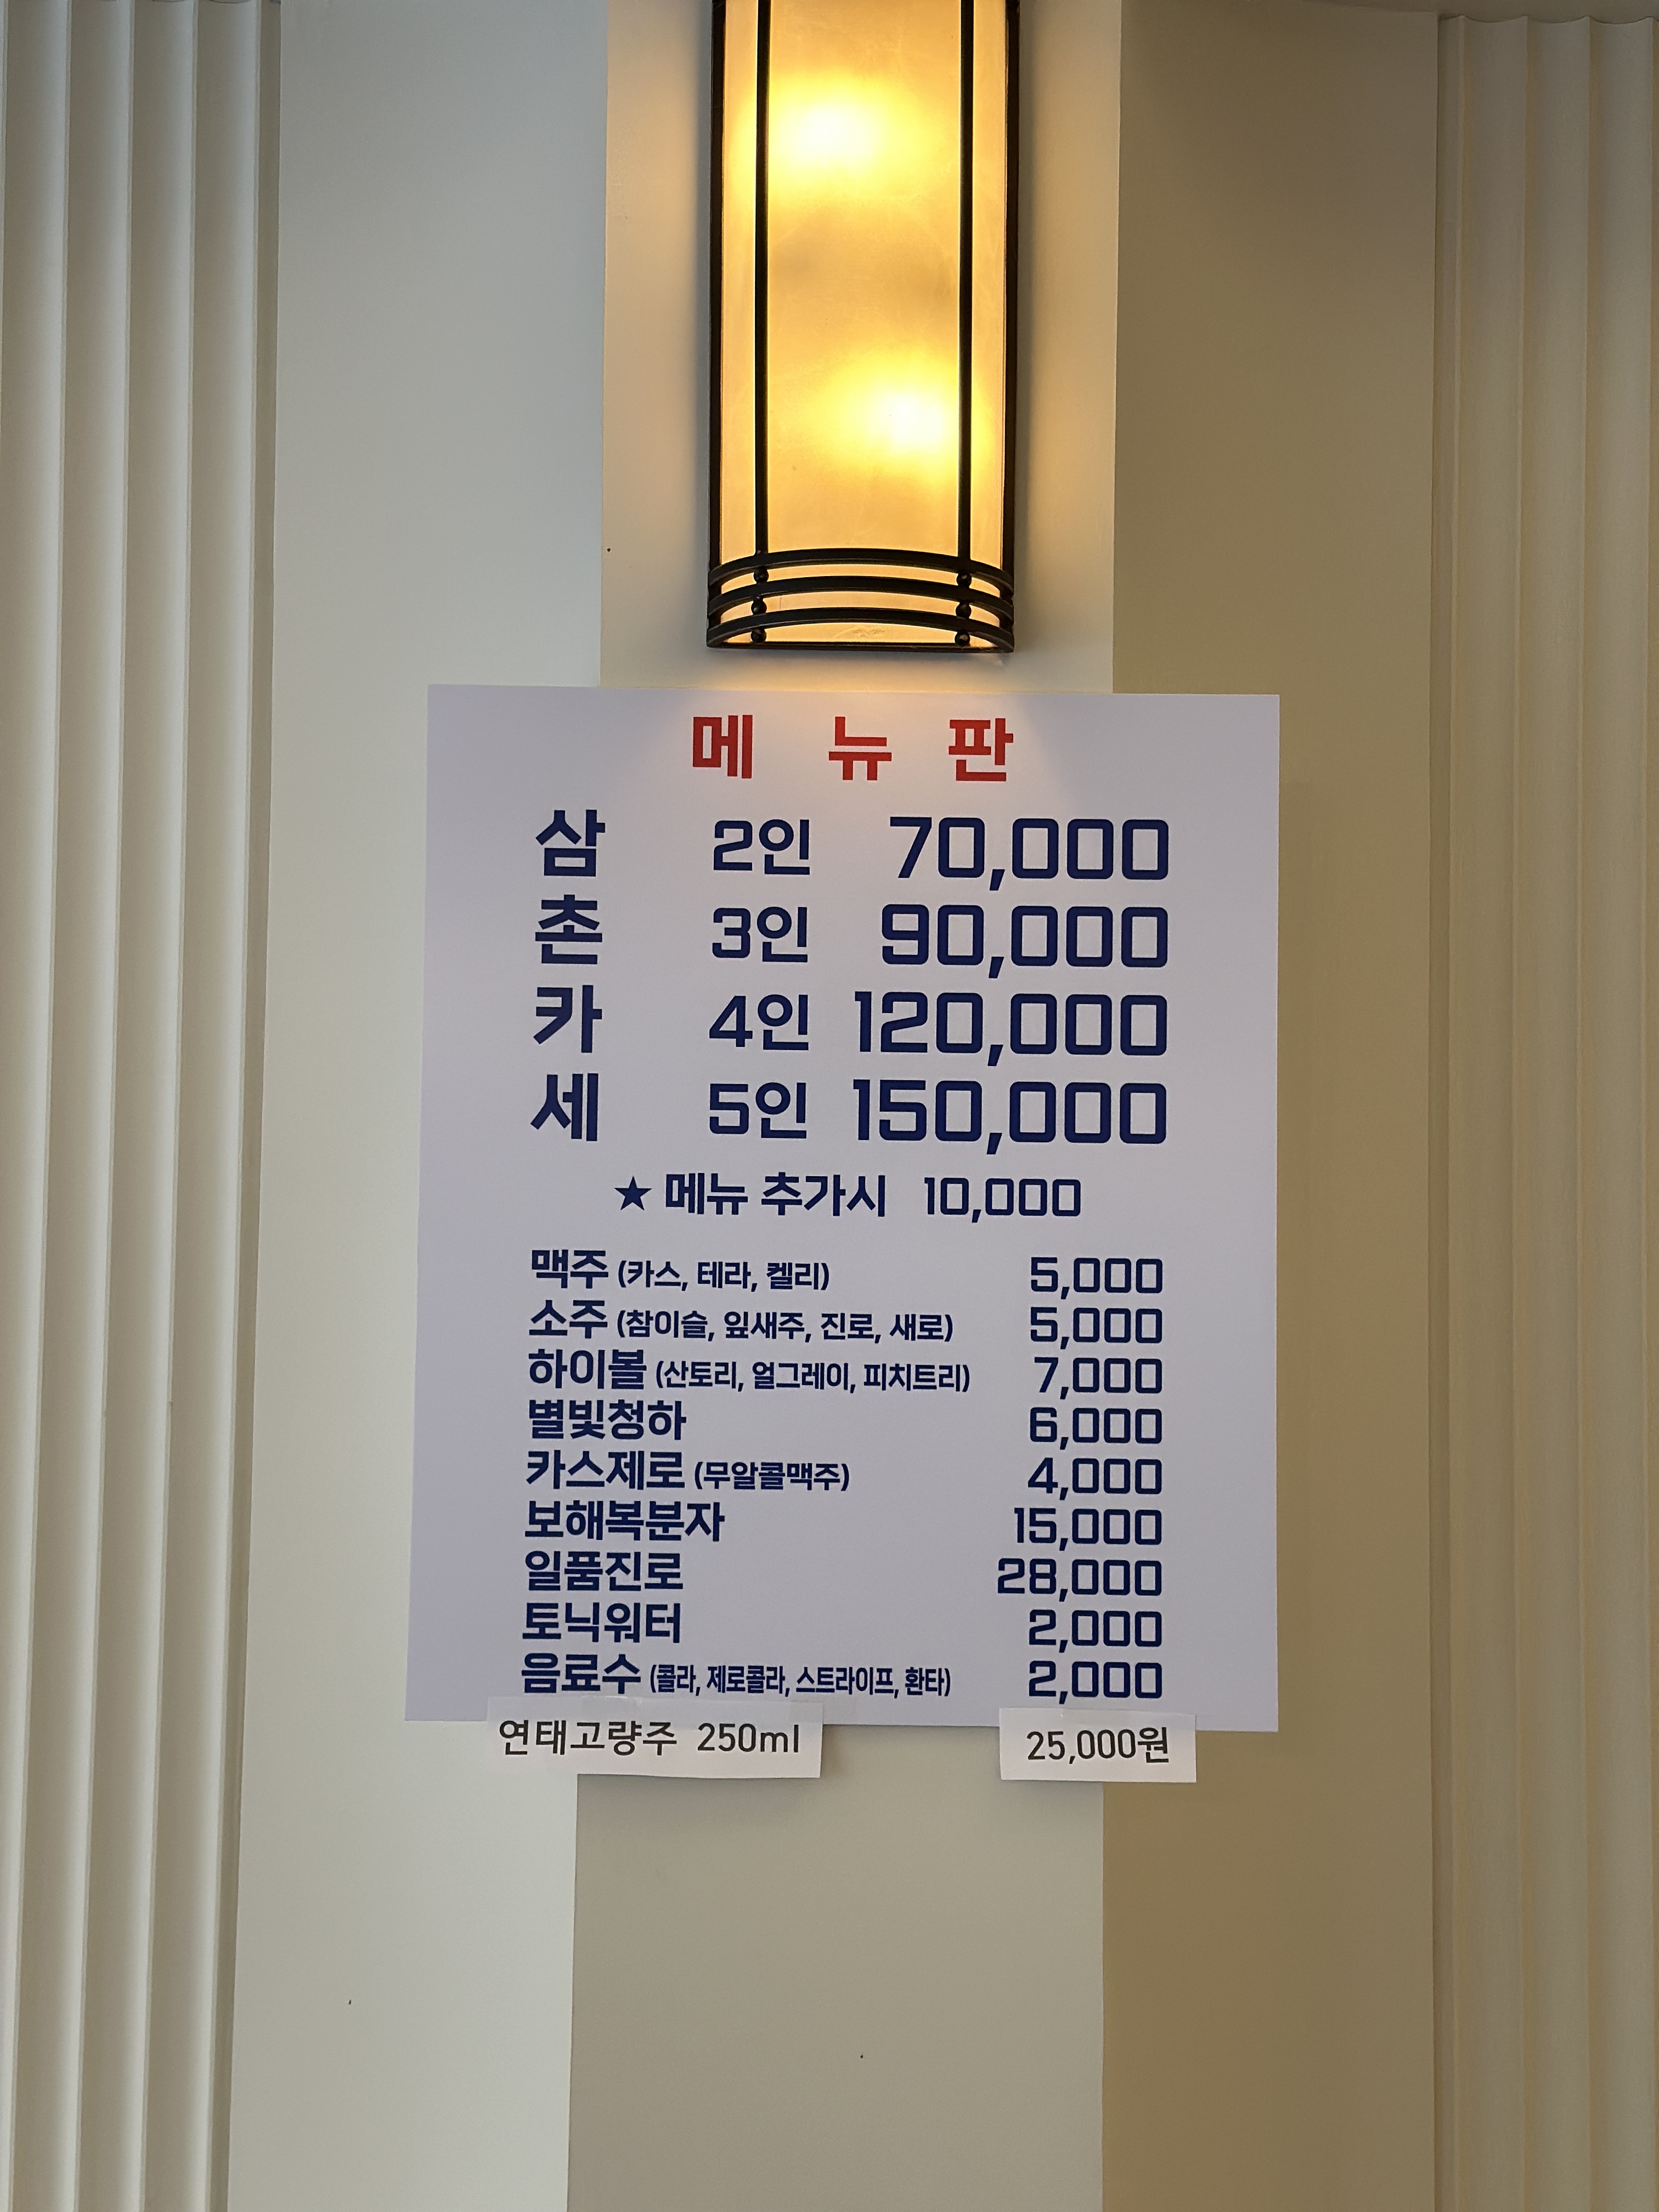 메 뉴 판
삼 2인 70,000
촌 3인 90,000
카 4인 120,000
세 5인 150,000
★ 메뉴 추가시 10,000
맥주 (카스, 테라, 켈리) 5,000
소주 (참이슬, 잎새주, 진로, 새로) 5,000
하이볼 (산토리, 얼그레이, 피치트리) 7,000
별빛청하 6,000
카스제로 (무알콜맥주) 4,000
보해복분자 15,000
일품진로 28,000
토닉워터 2,000
음료수 (콜라, 제로콜라, 스트라이프, 환타) 2,000
연태고량주 250ml 25,000원